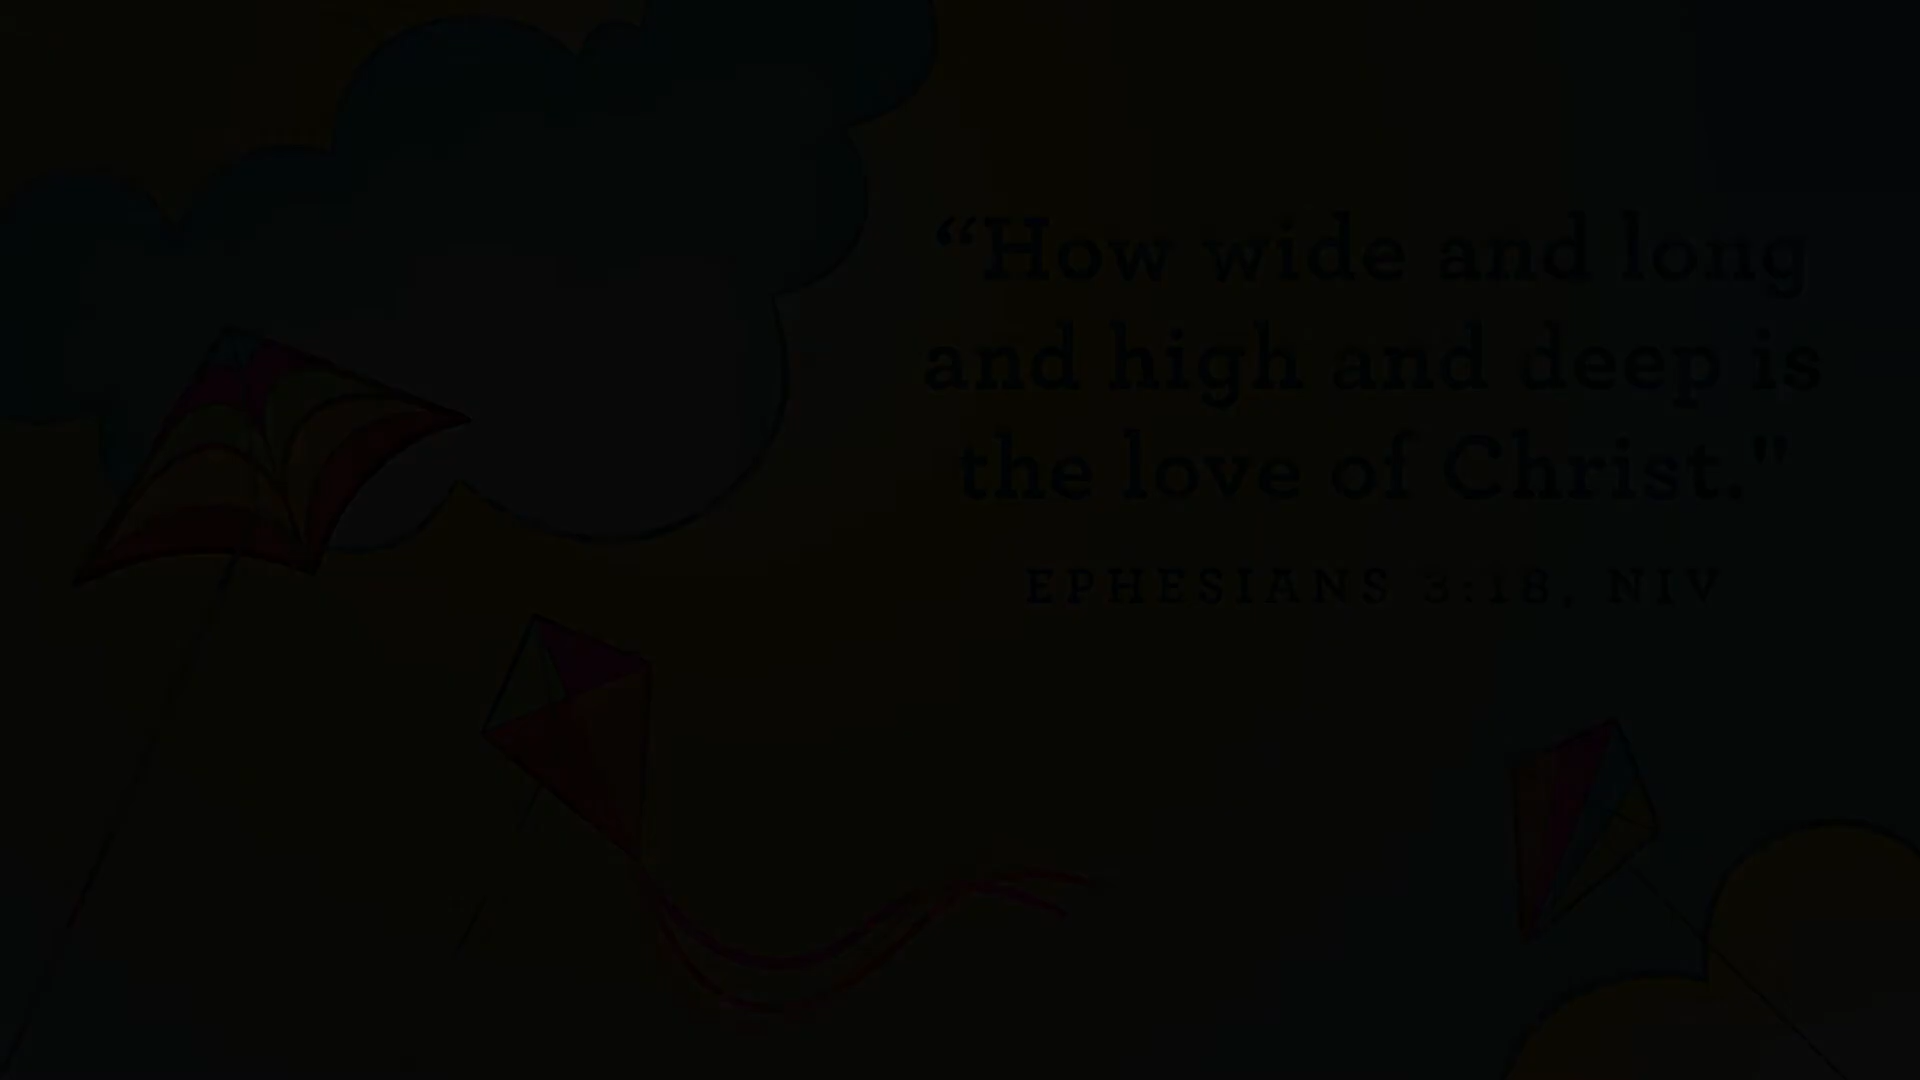 “How wide and long
and high and deep is
the love of Christ."
EPHESIANS 3:18, NIV